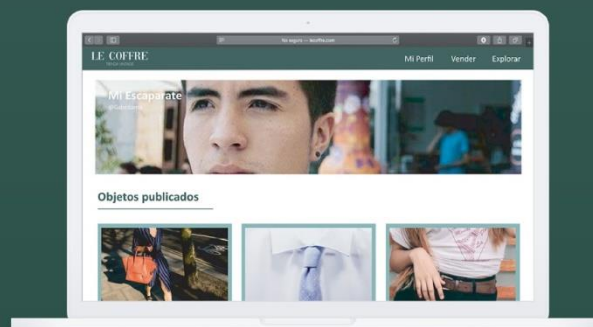 LE COFFRE
Mi Perfil Vender Explorar
Mi Escaparate
Objetos publicados